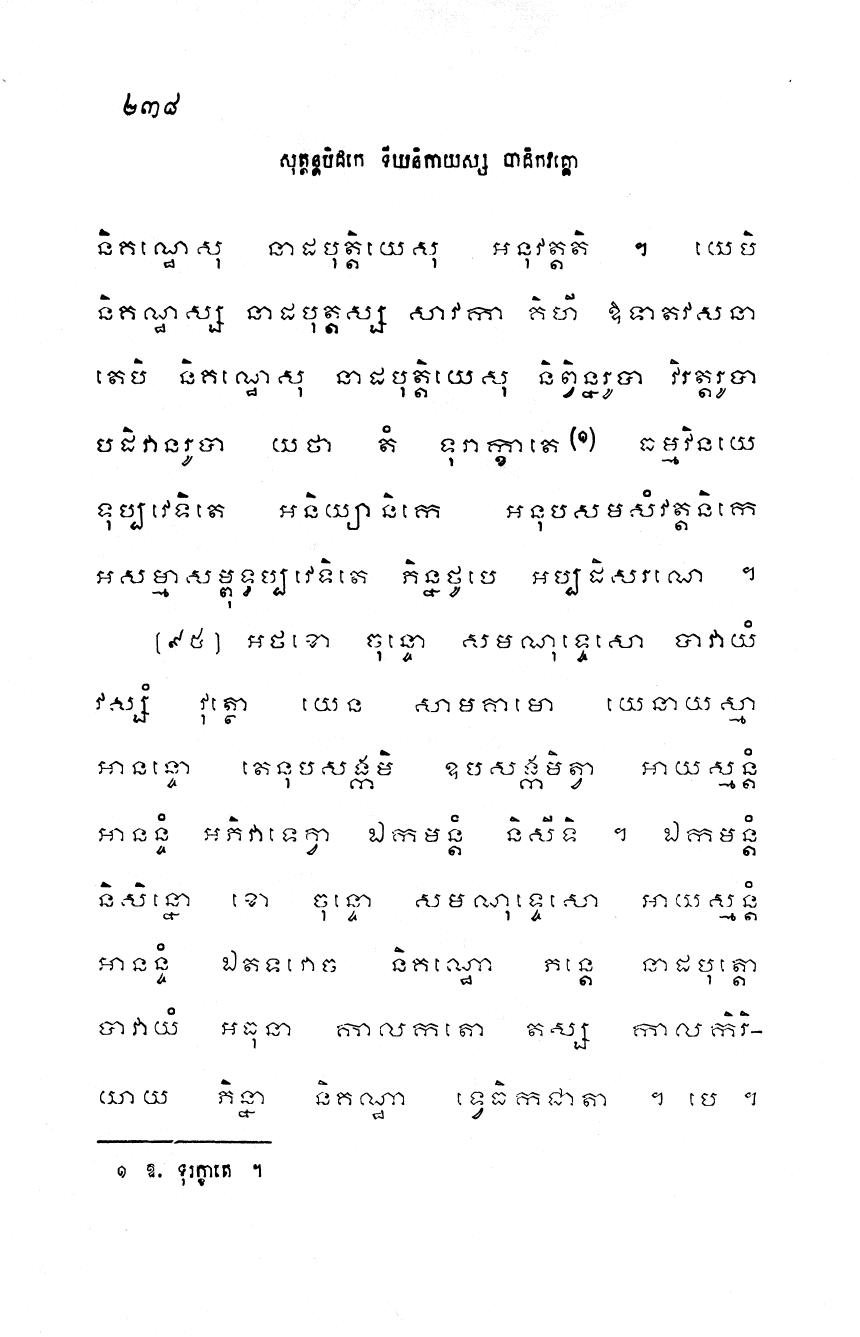 ២៣៨
សុត្តន្តបិដកេ ទីឃនិកាយស្ស បាដិកវគ្គោ
និគណ្ឋេសុ នាដបុត្តិយេសុ អនុវត្តតិ ។ យេបិ
និគណ្ឋស្ស នាដបុត្តស្ស សាវកា គិហី ឱទាតវសនា
តេបិ និគណ្ឋេសុ នាដបុត្តិយេសុ និព្វិន្នរូបា វិរត្តរូបា
បដិវានរូបា យថា តំ ទុរាក្ខាតេ (១) ធម្មវិនយេ
ទុប្បវេទិតេ អនិយ្យានិកេ អនុបសមសំវត្តនិកេ
អសម្មាសម្ពុទ្ធប្បវេទិតេ ភិន្នថូបេ អប្បដិសរណេ ។
[៩៥] អថខោ ចុន្ទោ សមណុទ្ទេសោ បាវាយំ
វស្សំ វុត្ថោ យេន សាមគាមោ យេនាយស្មា
អានន្ទោ តេនុបសង្កមិ ឧបសង្កមិត្វា អាយស្មន្តំ
អានន្ទំ អភិវាទេត្វា ឯកមន្តំ និសីទិ ។ ឯកមន្តំ
និសិន្នោ ខោ ចុន្ទោ សមណុទ្ទេសោ អាយស្មន្តំ
អានន្ទំ ឯតទវោច និគណ្ឋោ ភន្តេ នាដបុត្តោ
បាវាយំ អធុនា កាលកតោ តស្ស កាលកិរិ-
យាយ ភិន្នា និគណ្ឋា ទ្វេធិកជាតា ។ បេ ។
១ ឱ. ទុរក្ខាតេ ។